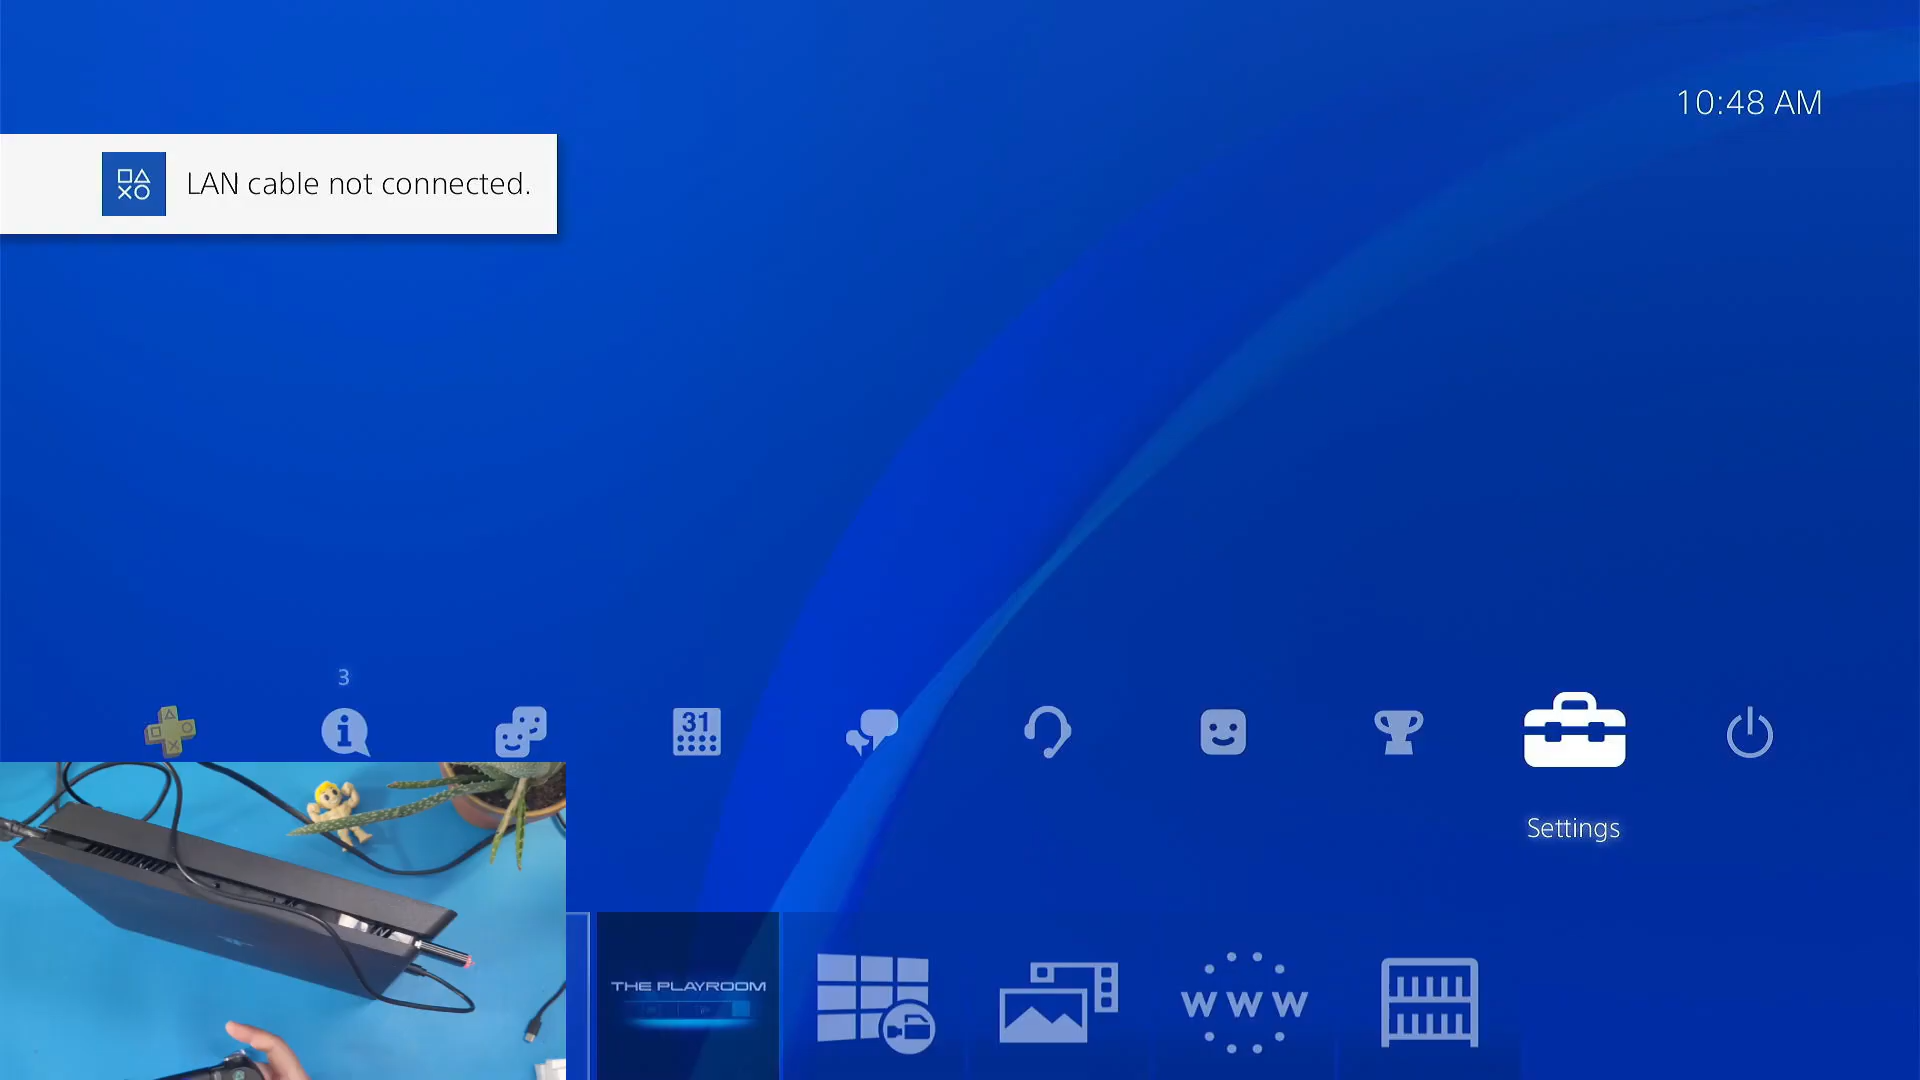 10:48 AM
LAN cable not connected.
3
31
Settings
THE PLAYROOM
WWW